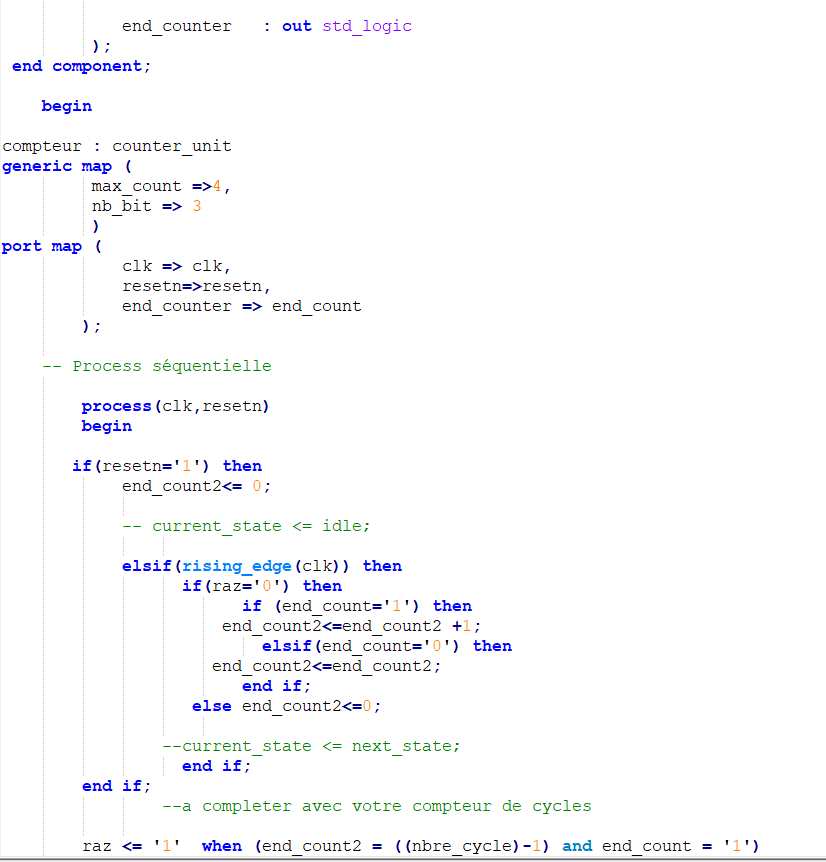 end_counter   : out std_logic
);
end component;
begin
compteur : counter_unit
generic map (
max_count =>4,
nb_bit => 3
)
port map (
clk => clk,
resetn=>resetn,
end_counter => end_count
);
-- Process séquentielle
process(clk,resetn)
begin
if(resetn='1') then
end_count2<= 0;
-- current_state <= idle;
elsif(rising_edge(clk)) then
if(raz='0') then
if (end_count='1') then
end_count2<=end_count2 +1;
elsif(end_count='0') then
end_count2<=end_count2;
end if;
else end_count2<=0;
--current_state <= next_state;
end if;
end if;
--a completer avec votre compteur de cycles
raz <= '1'  when (end_count2 = ((nbre_cycle)-1) and end_count = '1')